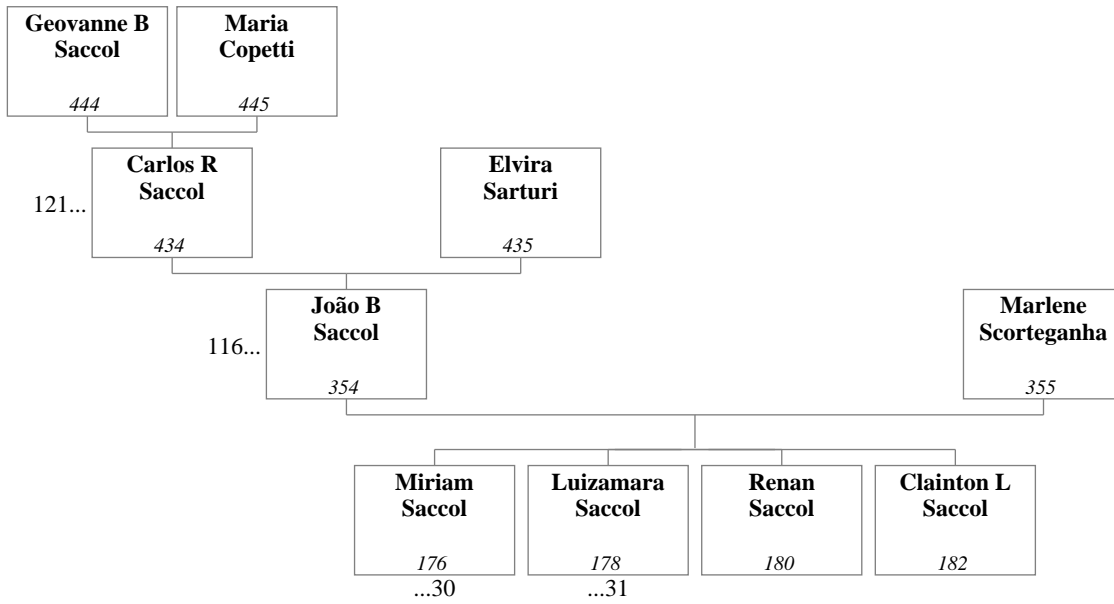 Geovanne B
Saccol
444
Maria
Copetti
445
121...
Carlos R
Saccol
434
Elvira
Sarturi
435
116...
João B
Saccol
354
Marlene
Scorteganha
355
Miriam
Saccol
176
...30
Luizamara
Saccol
178
...31
Renan
Saccol
180
Clainton L
Saccol
182